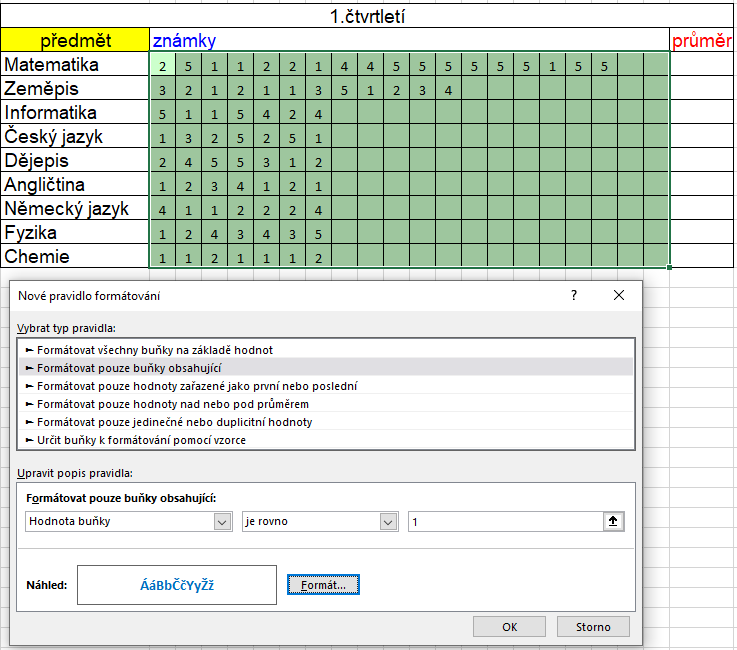 1.čtvrtletí
předmět známky průměr
Matematika 2 5 1 1 2 2 1 4 4 5 5 5 5 5 5 1 5 5
Zeměpis 3 2 1 2 1 1 3 5 1 2 3 4
Informatika 5 1 1 5 4 2 4
Český jazyk 1 3 2 5 2 5 1
Dějepis 2 4 5 5 3 1 2
Angličtina 1 2 3 4 1 2 1
Německý jazyk 4 1 1 2 2 2 4
Fyzika 1 2 4 3 4 3 5
Chemie 1 1 2 1 1 1 2
Nové pravidlo formátování ?
Vybrat typ pravidla:
► Formátovat všechny buňky na základě hodnot
► Formátovat pouze buňky obsahující
► Formátovat pouze hodnoty zařazené jako první nebo poslední
► Formátovat pouze hodnoty nad nebo pod průměrem
► Formátovat pouze jedinečné nebo duplicitní hodnoty
► Určit buňky k formátování pomocí vzorce
Upravit popis pravidla:
Formátovat pouze buňky obsahující:
Hodnota buňky je rovno 1
Náhled: ÁáBbČčYyŽž Formát...
OK Storno